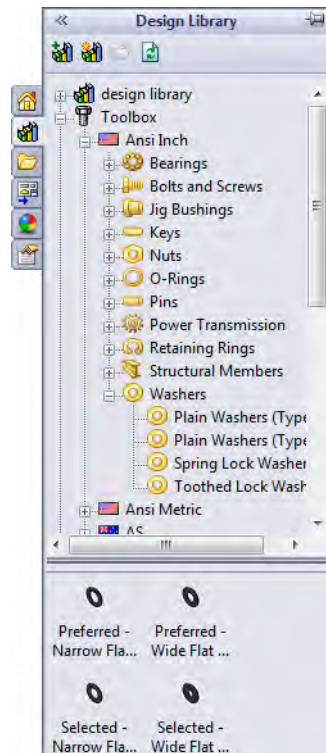 Design Library
design library
Toolbox
Ansi Inch
Bearings
Bolts and Screws
Jig Bushings
Keys
Nuts
O-Rings
Pins
Power Transmission
Retaining Rings
Structural Members
Washers
Plain Washers (Type
Plain Washers (Type
Spring Lock Washer
Toothed Lock Wash
Ansi Metric
AS
Preferred - Preferred -
Narrow Fla... Wide Flat ...
Selected - Selected -
Narrow Fla... Wide Flat ...